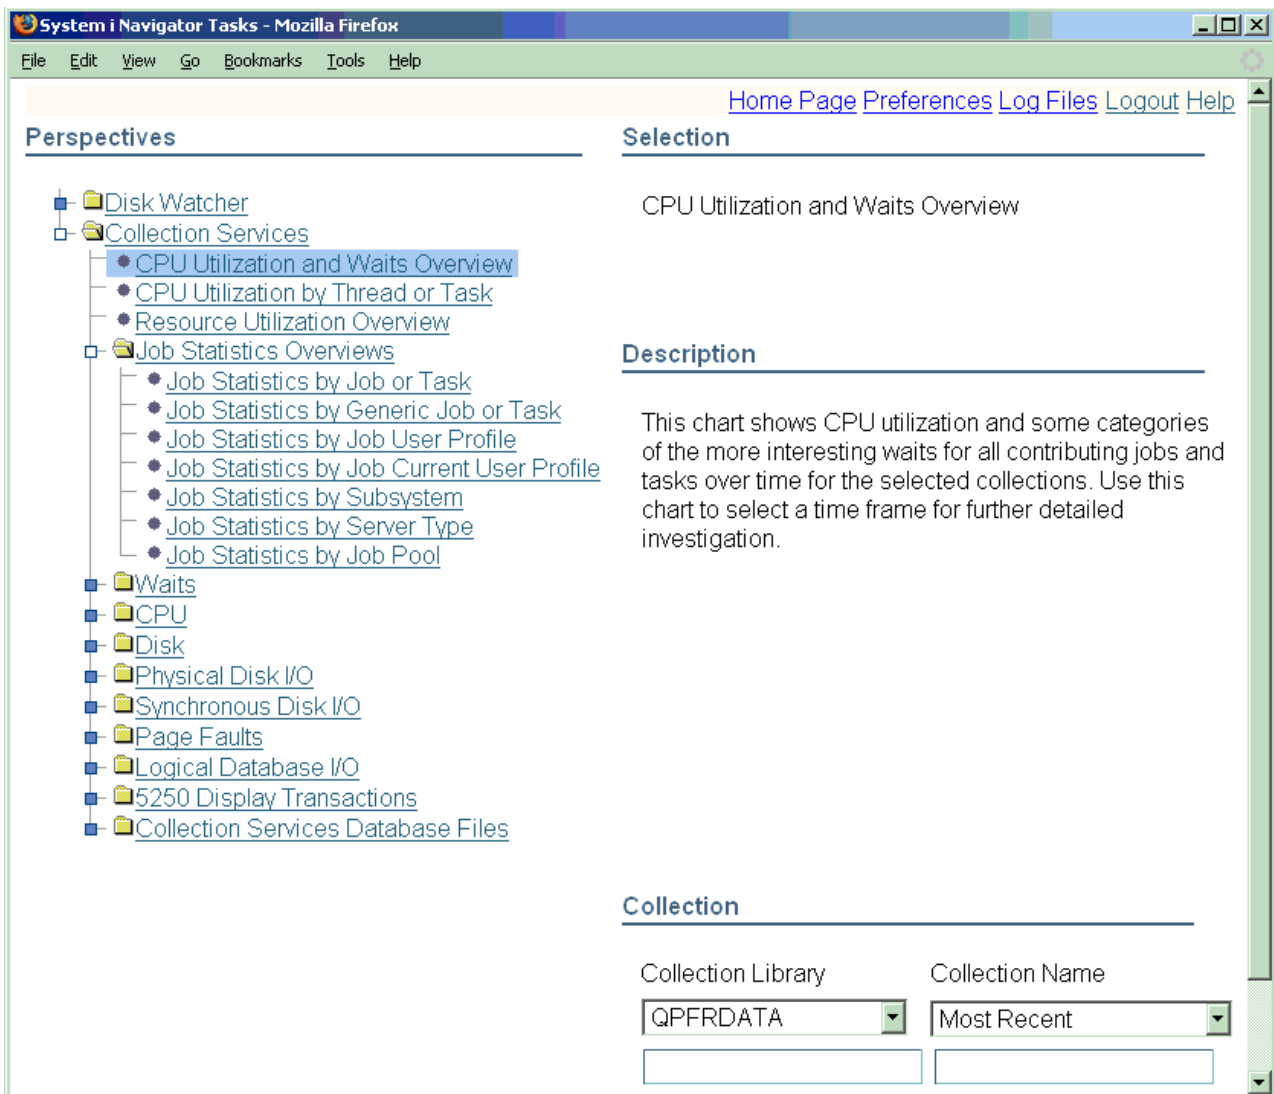 System i Navigator Tasks - Mozilla Firefox
File Edit View Go Bookmarks Tools Help
Home Page Preferences Log Files Logout Help
Perspectives
Disk Watcher
Collection Services
CPU Utilization and Waits Overview
CPU Utilization by Thread or Task
Resource Utilization Overview
Job Statistics Overviews
Job Statistics by Job or Task
Job Statistics by Generic Job or Task
Job Statistics by Job User Profile
Job Statistics by Job Current User Profile
Job Statistics by Subsystem
Job Statistics by Server Type
Job Statistics by Job Pool
Waits
CPU
Disk
Physical Disk I/O
Synchronous Disk I/O
Page Faults
Logical Database I/O
5250 Display Transactions
Collection Services Database Files
Selection
CPU Utilization and Waits Overview
Description
This chart shows CPU utilization and some categories
of the more interesting waits for all contributing jobs and
tasks over time for the selected collections. Use this
chart to select a time frame for further detailed
investigation.
Collection
Collection Library Collection Name
QPFRDATA Most Recent